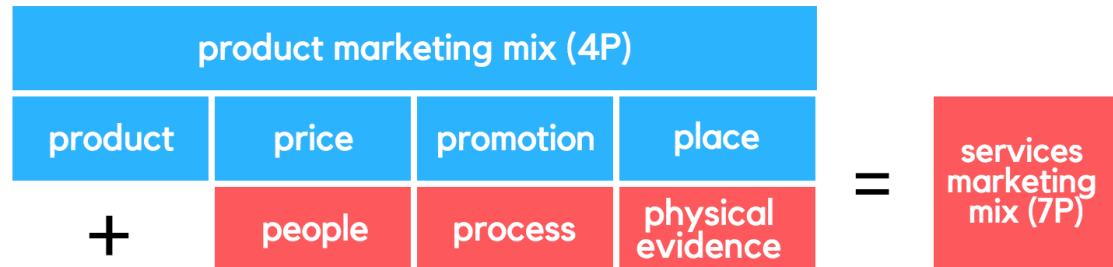 product marketing mix (4P)
product price promotion place
+ people process physical evidence
= services marketing mix (7P)